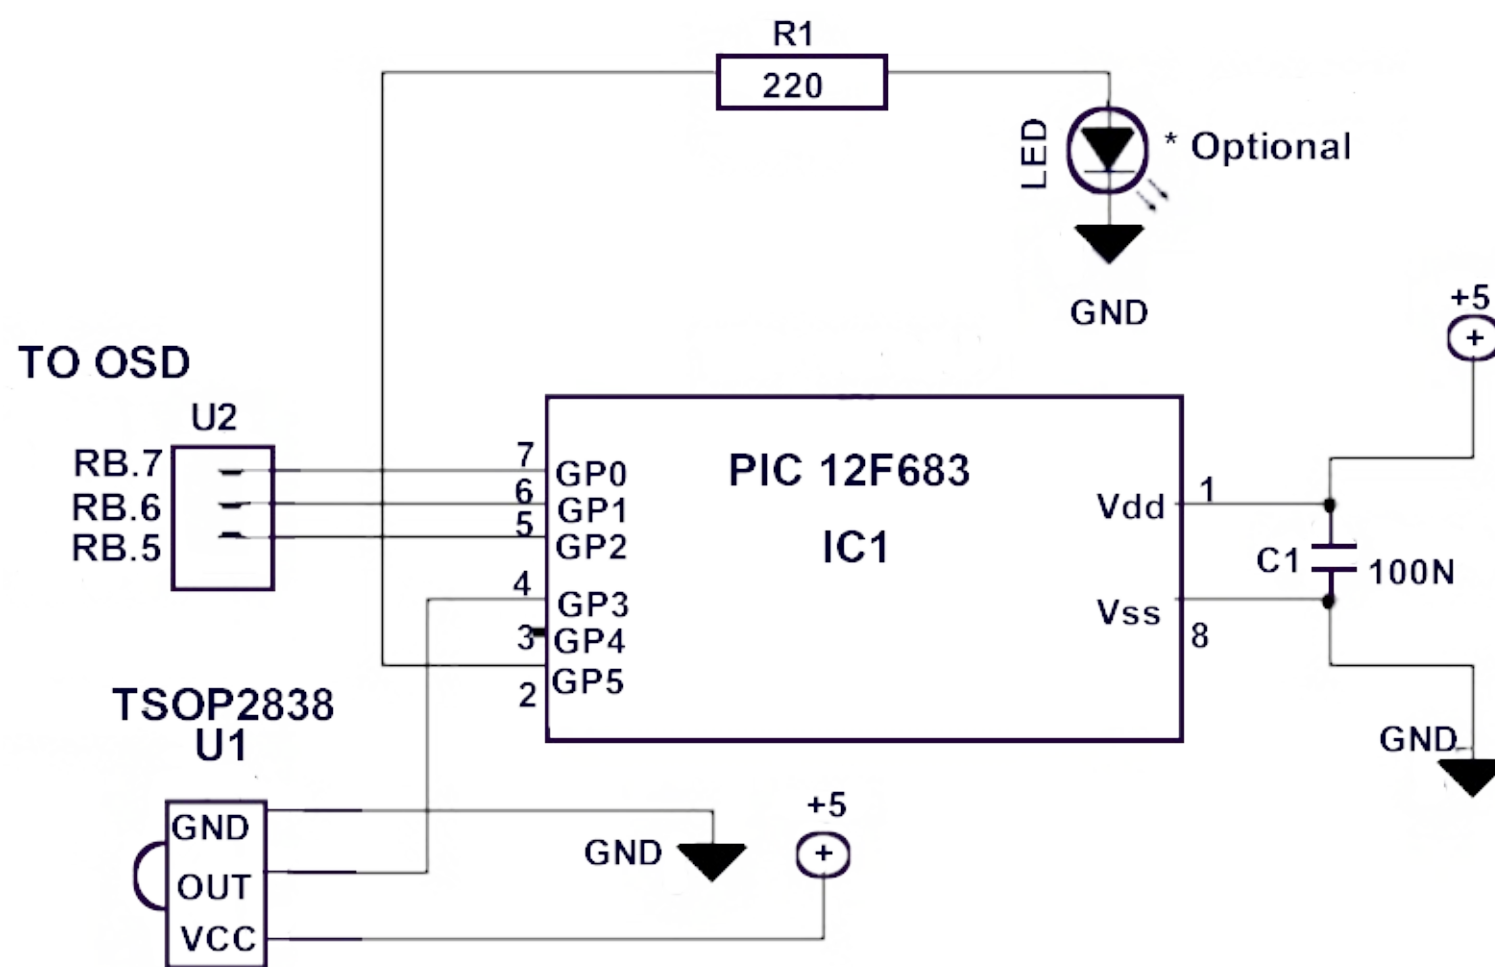 R1
220
LED
* Optional
GND
+5
+
TO OSD
U2
RB.7
RB.6
RB.5
7
6
5
4
3
2
GP0
GP1
GP2
GP3
GP4
GP5
PIC 12F683
IC1
Vdd
Vss
1
8
C1
100N
GND
TSOP2838
U1
GND
OUT
VCC
GND
+5
+